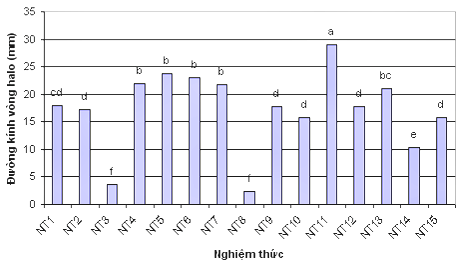 Đường kính vòng halo (mm)
35
30
25
20
15
10
5
0
cd
d
f
b
b
b
b
f
d
d
a
d
bc
e
d
NT1
NT2
NT3
NT4
NT5
NT6
NT7
NT8
NT9
NT10
NT11
NT12
NT13
NT14
NT15
Nghiệm thức